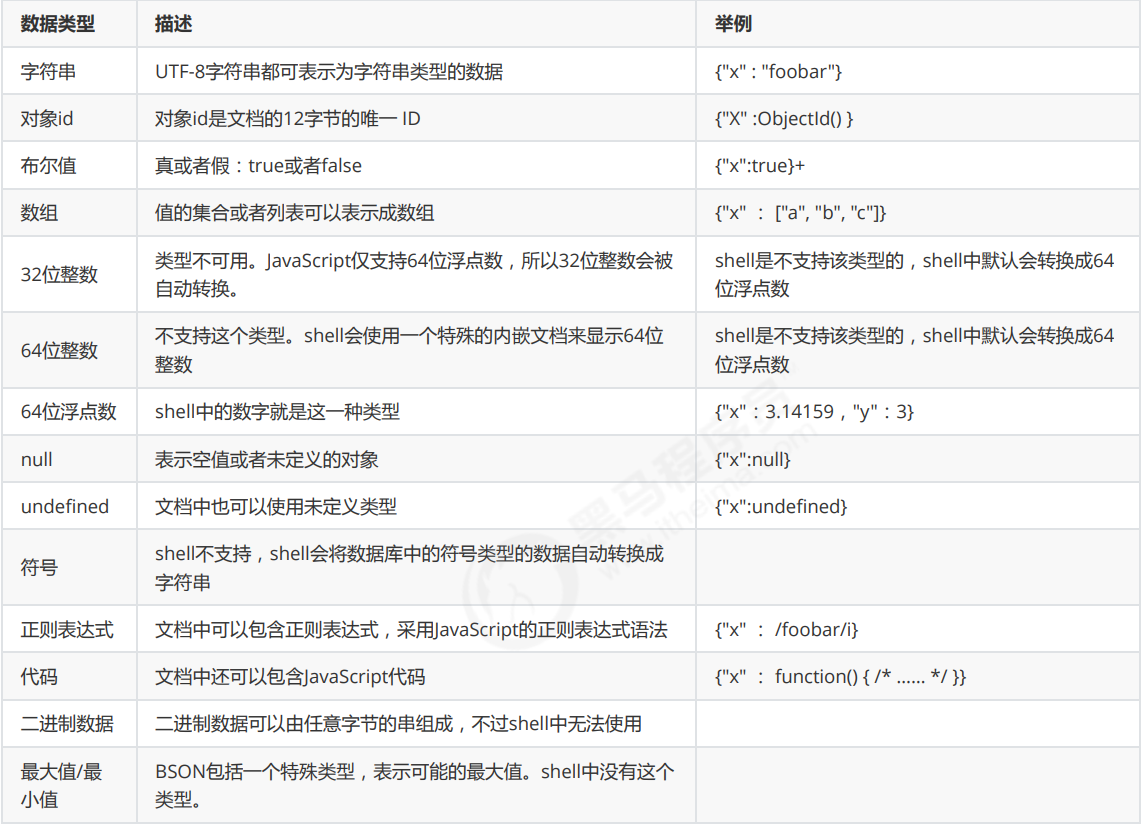 数据类型 描述 举例
字符串 UTF-8字符串都可表示为字符串类型的数据 {"x" : "foobar"}
对象id 对象id是文档的12字节的唯一 ID {"X" :ObjectId() }
布尔值 真或者假：true或者false {"x":true}+
数组 值的集合或者列表可以表示成数组 {"x" ： ["a", "b", "c"]}
32位整数 类型不可用。JavaScript仅支持64位浮点数，所以32位整数会被 shell是不支持该类型的，shell中默认会转换成64
自动转换。 位浮点数
64位整数 不支持这个类型。shell会使用一个特殊的内嵌文档来显示64位 shell是不支持该类型的，shell中默认会转换成64
整数 位浮点数
64位浮点数 shell中的数字就是这一种类型 {"x"：3.14159，"y"：3}
null 表示空值或者未定义的对象 {"x":null}
undefined 文档中也可以使用未定义类型 {"x":undefined}
符号 shell不支持，shell会将数据库中的符号类型的数据自动转换成
字符串
正则表达式 文档中可以包含正则表达式，采用JavaScript的正则表达式语法 {"x" ： /foobar/i}
代码 文档中还可以包含JavaScript代码 {"x" ： function() { /* …… */ }}
二进制数据 二进制数据可以由任意字节的串组成，不过shell中无法使用
最大值/最 BSON包括一个特殊类型，表示可能的最大值。shell中没有这个
小值 类型。
黑马程序员
www.itheima.com